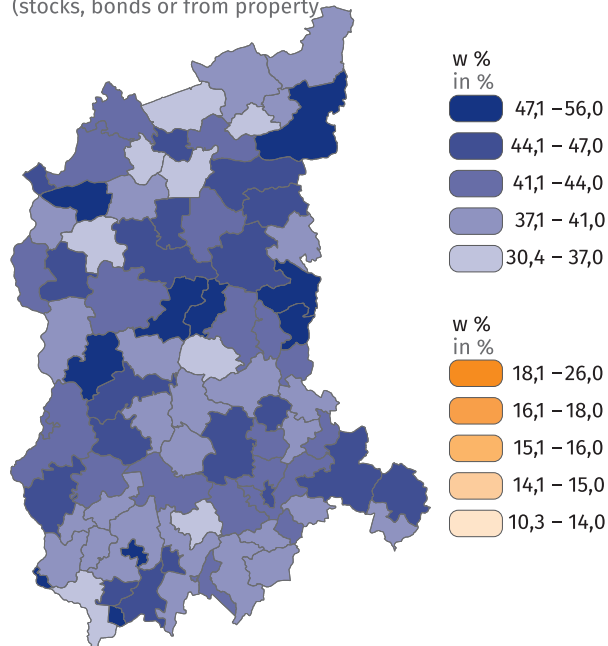 (stocks, bonds or from property
w %
in %
47,1 – 56,0
44,1 – 47,0
41,1 – 44,0
37,1 – 41,0
30,4 – 37,0
w %
in %
18,1 – 26,0
16,1 – 18,0
15,1 – 16,0
14,1 – 15,0
10,3 – 14,0